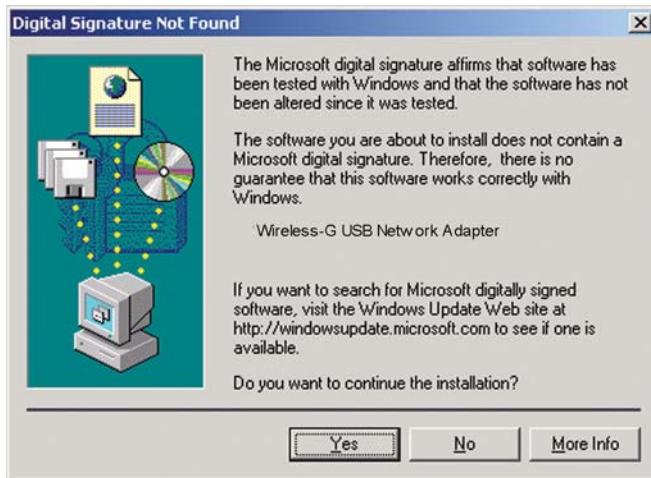 Digital Signature Not Found
The Microsoft digital signature affirms that software has
been tested with Windows and that the software has not
been altered since it was tested.
The software you are about to install does not contain a
Microsoft digital signature. Therefore, there is no
guarantee that this software works correctly with
Windows.
Wireless-G USB Network Adapter
If you want to search for Microsoft digitally signed
software, visit the Windows Update Web site at
http://windowsupdate.microsoft.com to see if one is
available.
Do you want to continue the installation?
Yes
No
More Info